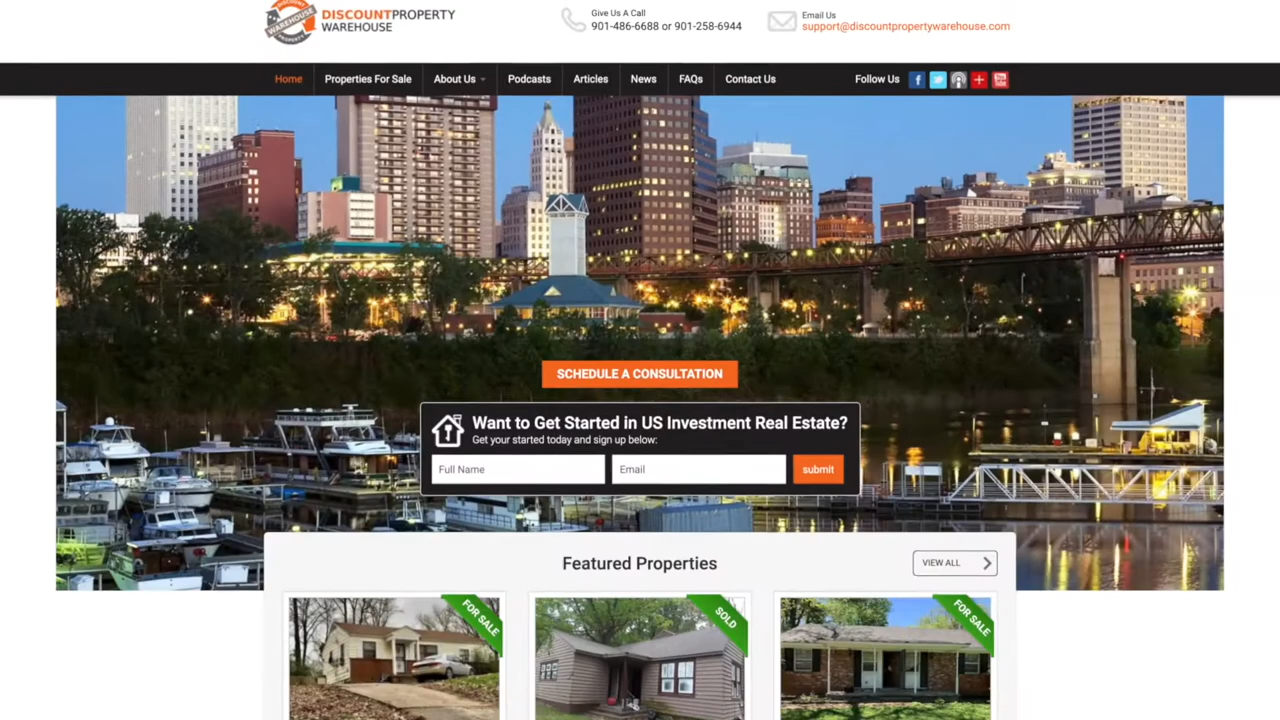 DISCOUNT
WAREHOUSE
PROPERTY
DISCOUNTPROPERTY
WAREHOUSE
Give Us A Call
901-486-6688 or 901-258-6944
Email Us
support@discountpropertywarehouse.com
Home Properties For Sale About Us Podcasts Articles News FAQs Contact Us Follow Us
SCHEDULE A CONSULTATION
Want to Get Started in US Investment Real Estate?
Get your started today and sign up below:
Full Name Email submit
Featured Properties
VIEW ALL
FOR SALE
SOLD
FOR SALE